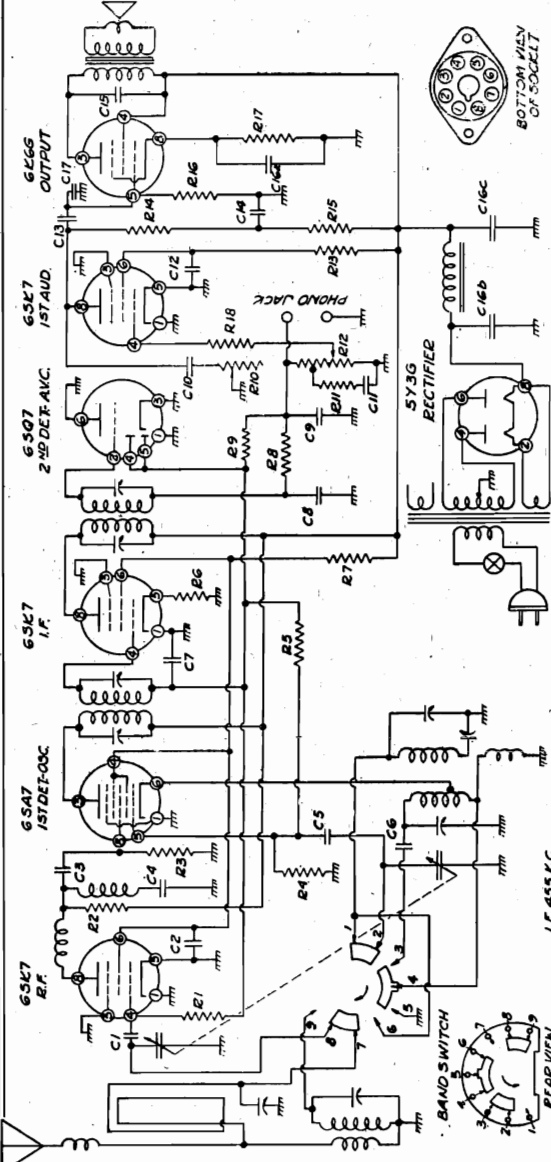 6SK7
R.F.
6SA7
1ST DET-OSC.
6SK7
I.F.
6SQ7
2ND DET-A.V.C.
6SK7
1ST AUD.
6K6G
OUTPUT
C1
R1
C2
R2
C3
C4
R3
R4
C5
C6
C7
R6
R5
R7
C8
R8
R9
C9
C10
R10
R11
C11
R12
R18
PHONO JACK
C12
R13
C13
C17
R14
R16
C14
R15
C15
R17
5Y3G
RECTIFIER
C16b
C16c
BOTTOM VIEW
OF SOCKET
BAND SWITCH
REAR VIEW
I.F. 455 K.C.